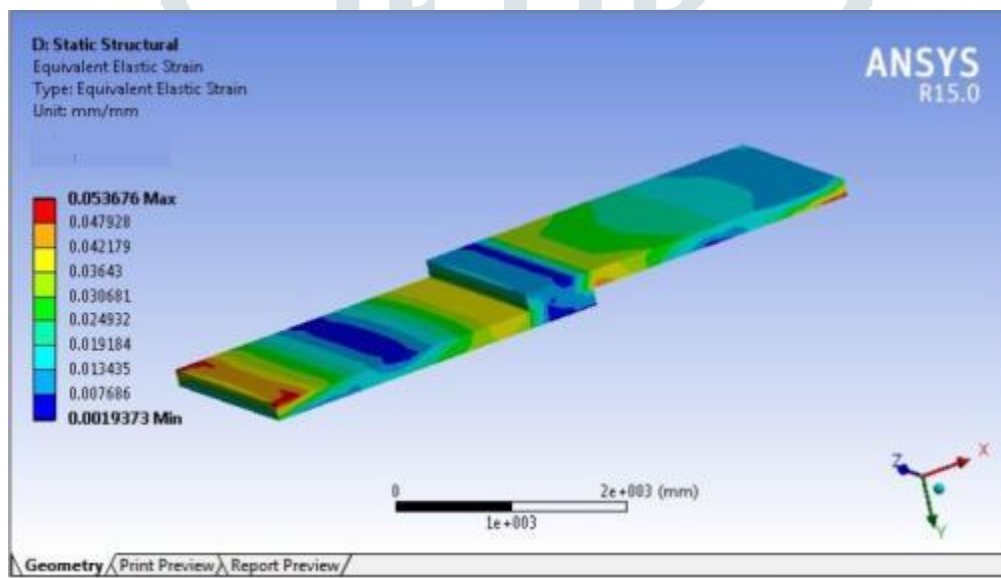 D: Static Structural
Equivalent Elastic Strain
Type: Equivalent Elastic Strain
Unit: mm/mm
ANSYS
R15.0
0.053676 Max
0.047928
0.042179
0.03643
0.030681
0.024932
0.019184
0.013435
0.007686
0.0019373 Min
0
2e+003 (mm)
1e+003
Z
X
Y
Geometry
Print Preview
Report Preview